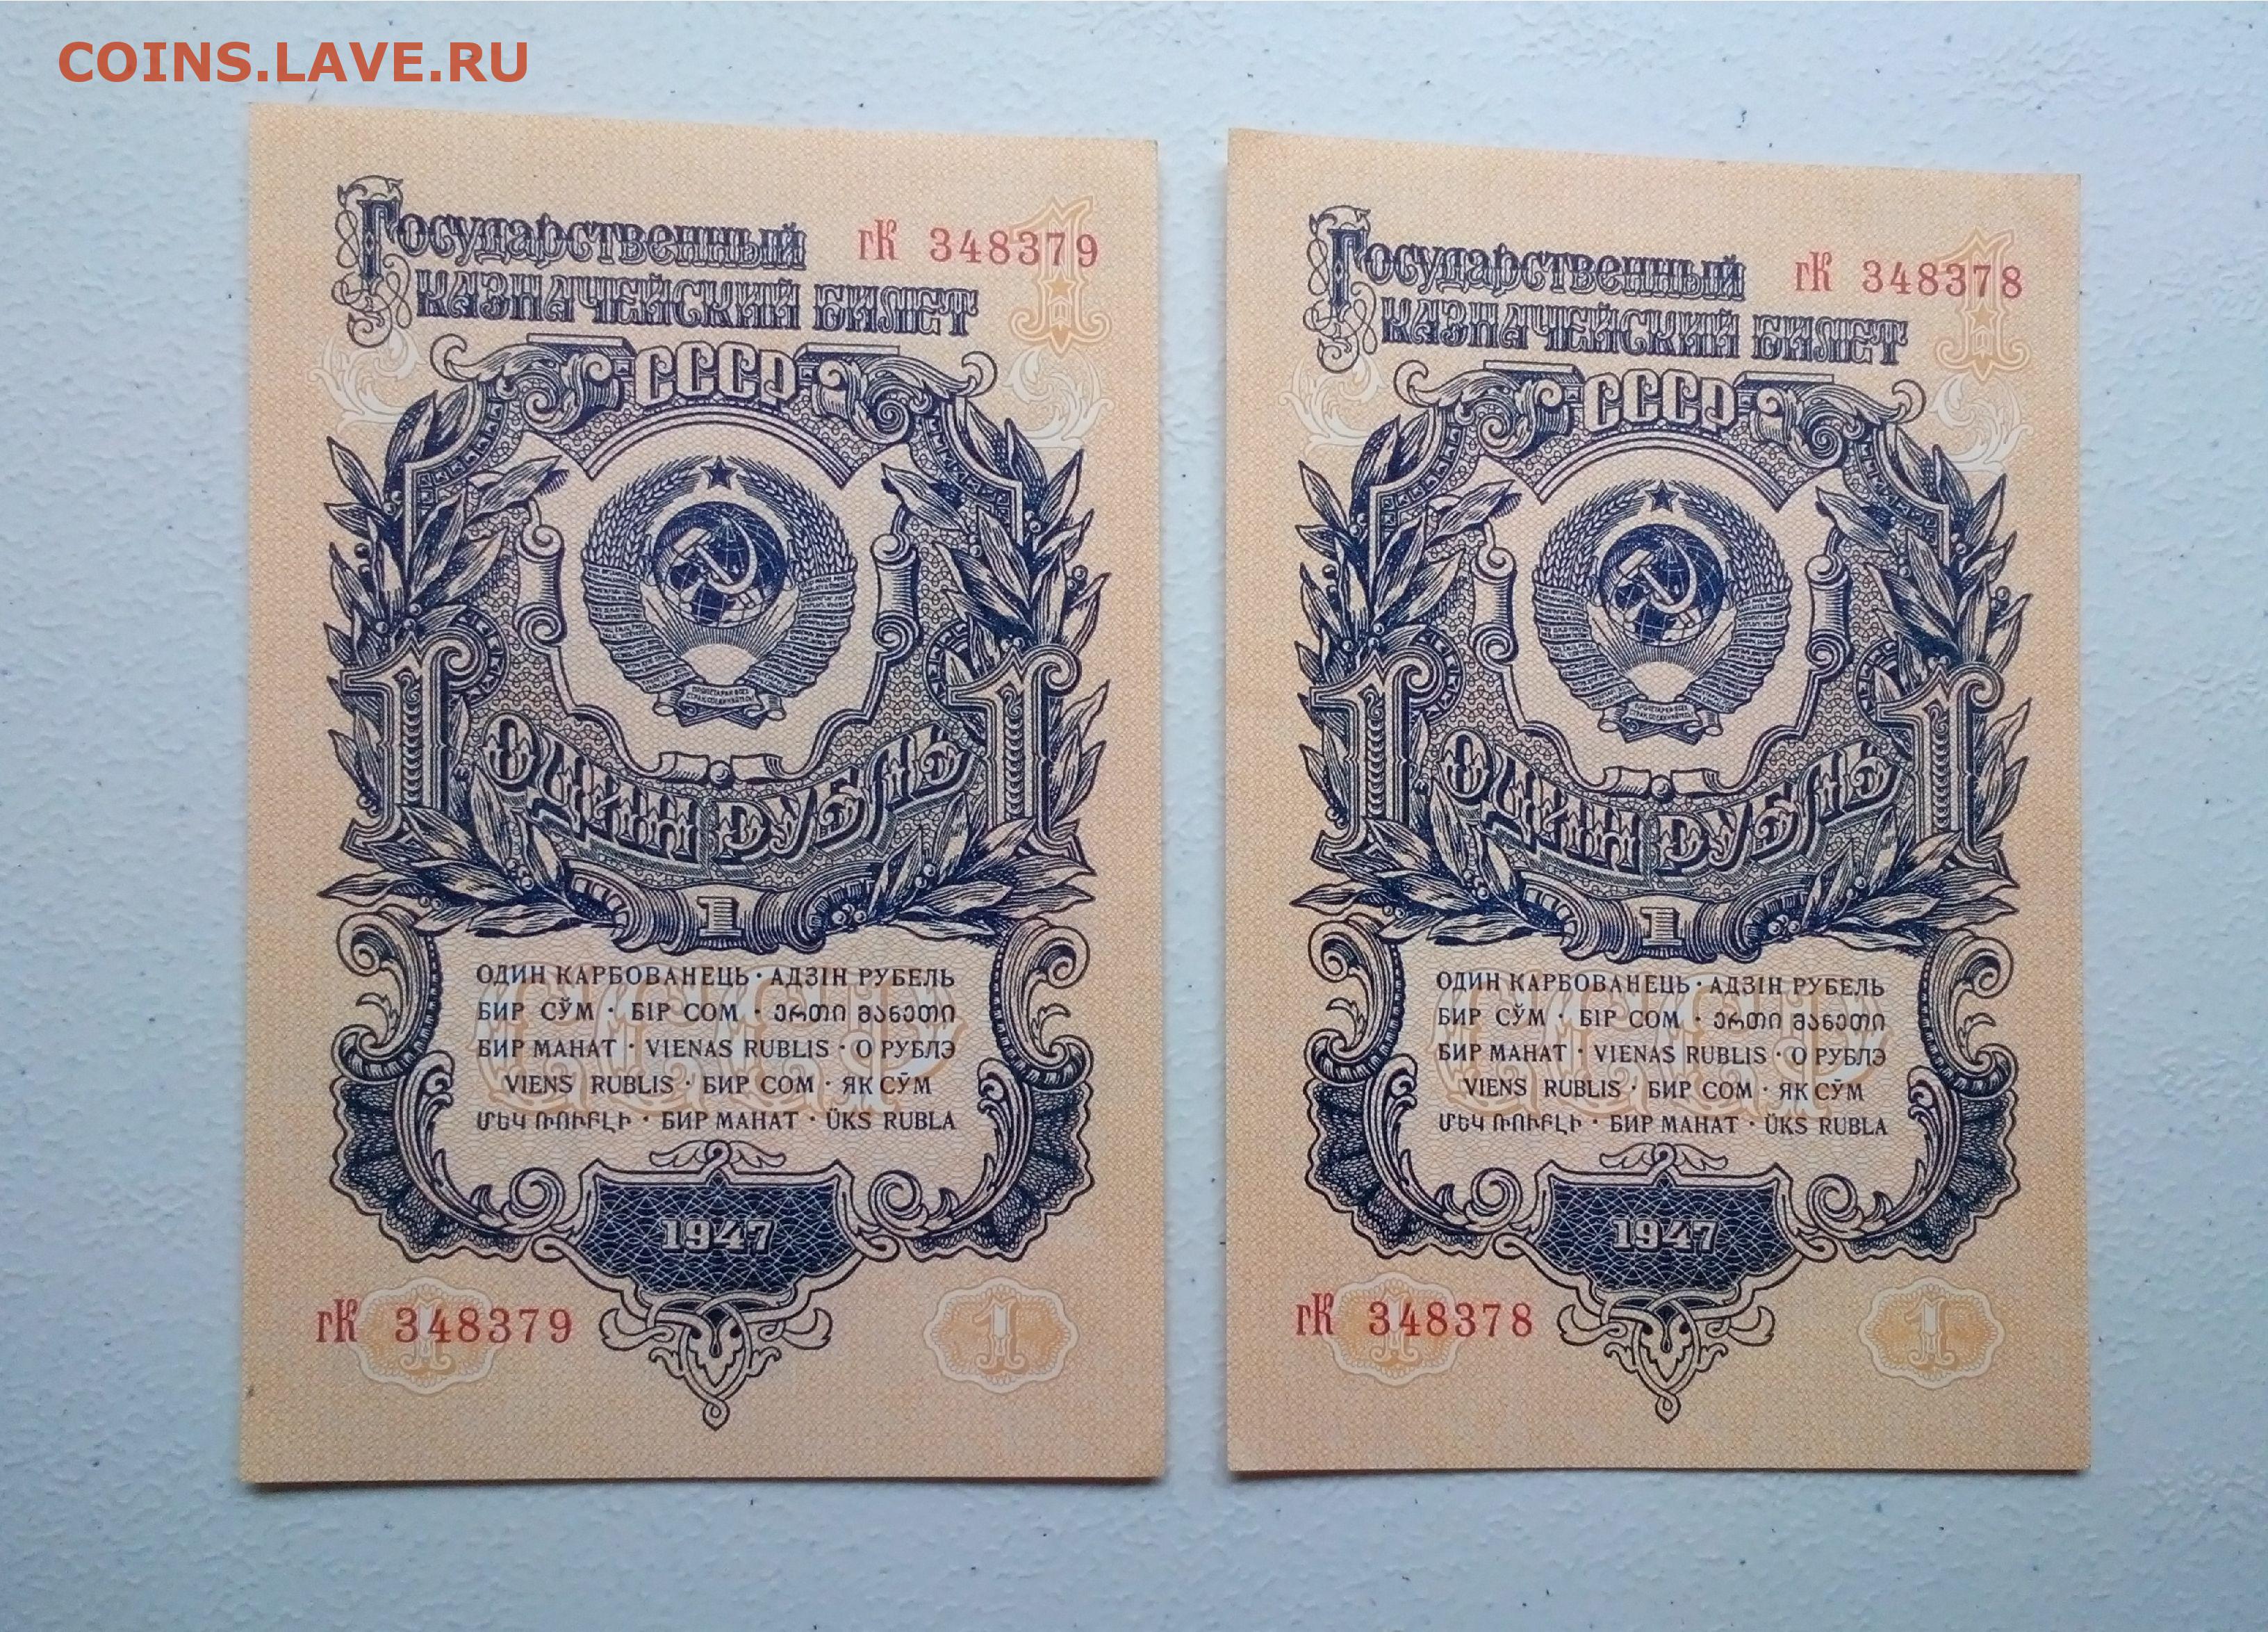 COINS.LAVE.RU
Государственный гК 348379
казначейский билет
СССР
1 1
ОДИН РУБЛЬ
1
ОДИН КАРБОВАНЕЦЬ · АДЗІН РУБЕЛЬ
БИР СЎМ · БІР СОМ · ერთი მანეთი
БИР МАНАТ · VIENAS RUBLIS · О РУБЛЭ
VIENS RUBLIS · БИР СОМ · ЯК СӮМ
ՄԵԿ ՌՈՒԲԼԻ · БИР МАНАТ · ÜKS RUBLA
1947
гК 348379 1
Государственный гК 348378
казначейский билет
СССР
1 1
ОДИН РУБЛЬ
1
ОДИН КАРБОВАНЕЦЬ · АДЗІН РУБЕЛЬ
БИР СЎМ · БІР СОМ · ერთი მანეთი
БИР МАНАТ · VIENAS RUBLIS · О РУБЛЭ
VIENS RUBLIS · БИР СОМ · ЯК СӮМ
ՄԵԿ ՌՈՒԲԼԻ · БИР МАНАТ · ÜKS RUBLA
1947
гК 348378 1